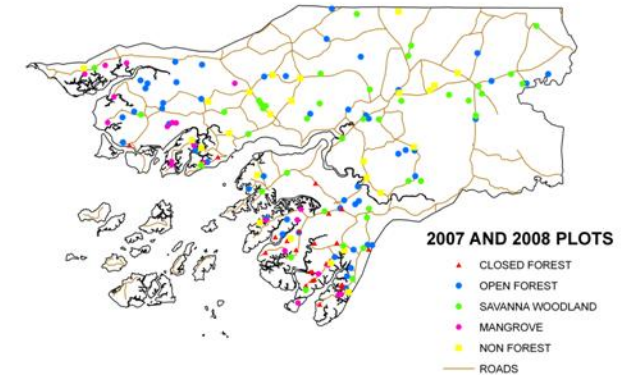 2007 AND 2008 PLOTS
CLOSED FOREST
OPEN FOREST
SAVANNA WOODLAND
MANGROVE
NON FOREST
ROADS